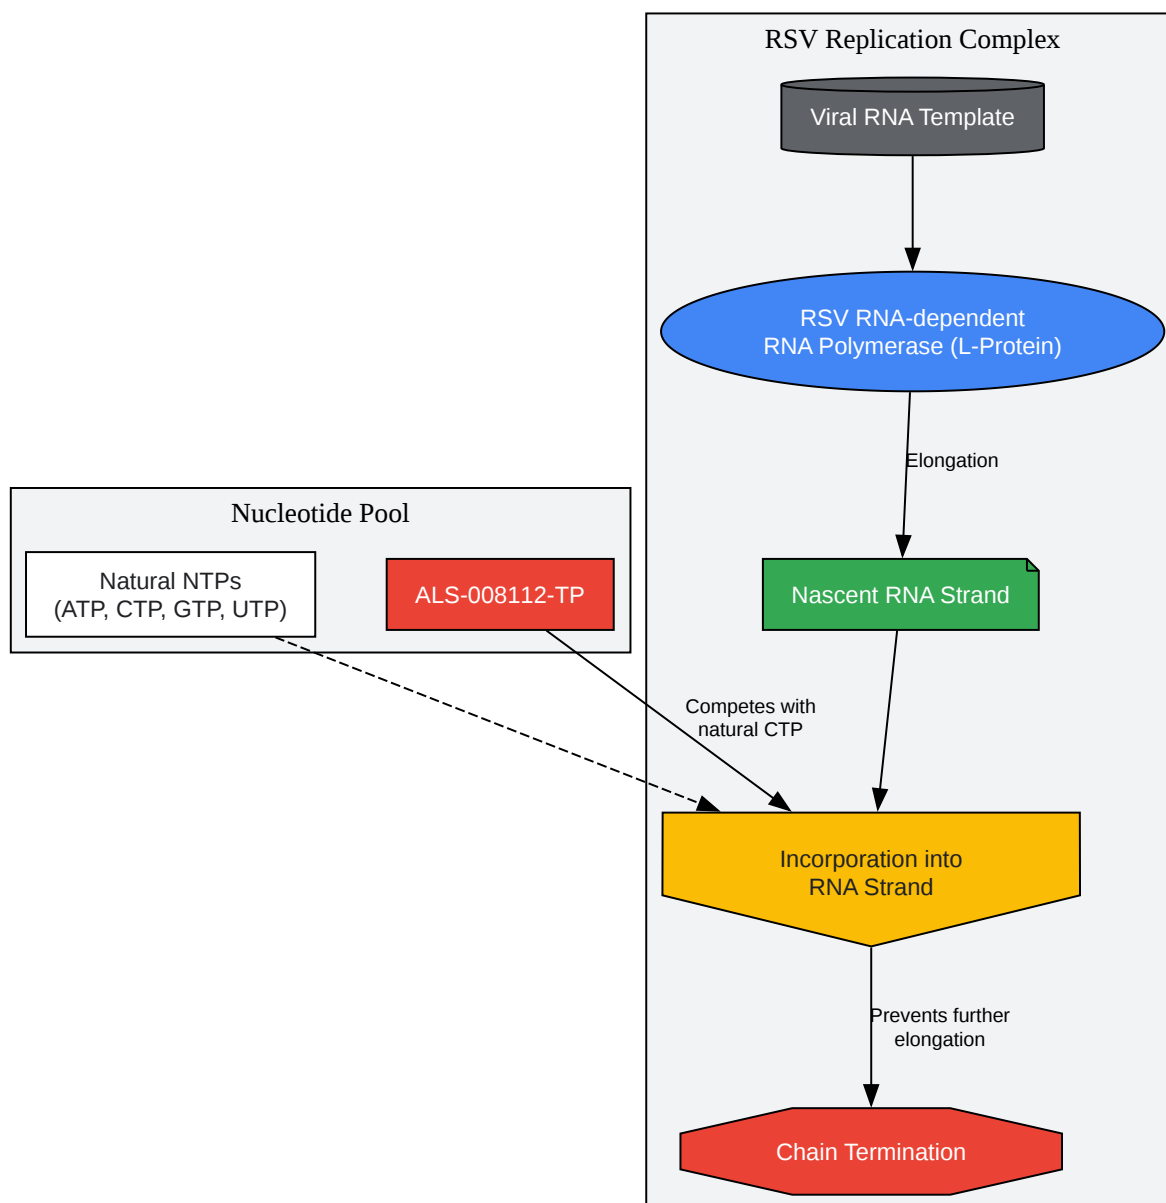 RSV Replication Complex
Viral RNA Template
RSV RNA-dependent
RNA Polymerase (L-Protein)
Elongation
Nucleotide Pool
Natural NTPs
(ATP, CTP, GTP, UTP)
ALS-008112-TP
Nascent RNA Strand
Competes with
natural CTP
Incorporation into
RNA Strand
Prevents further
elongation
Chain Termination